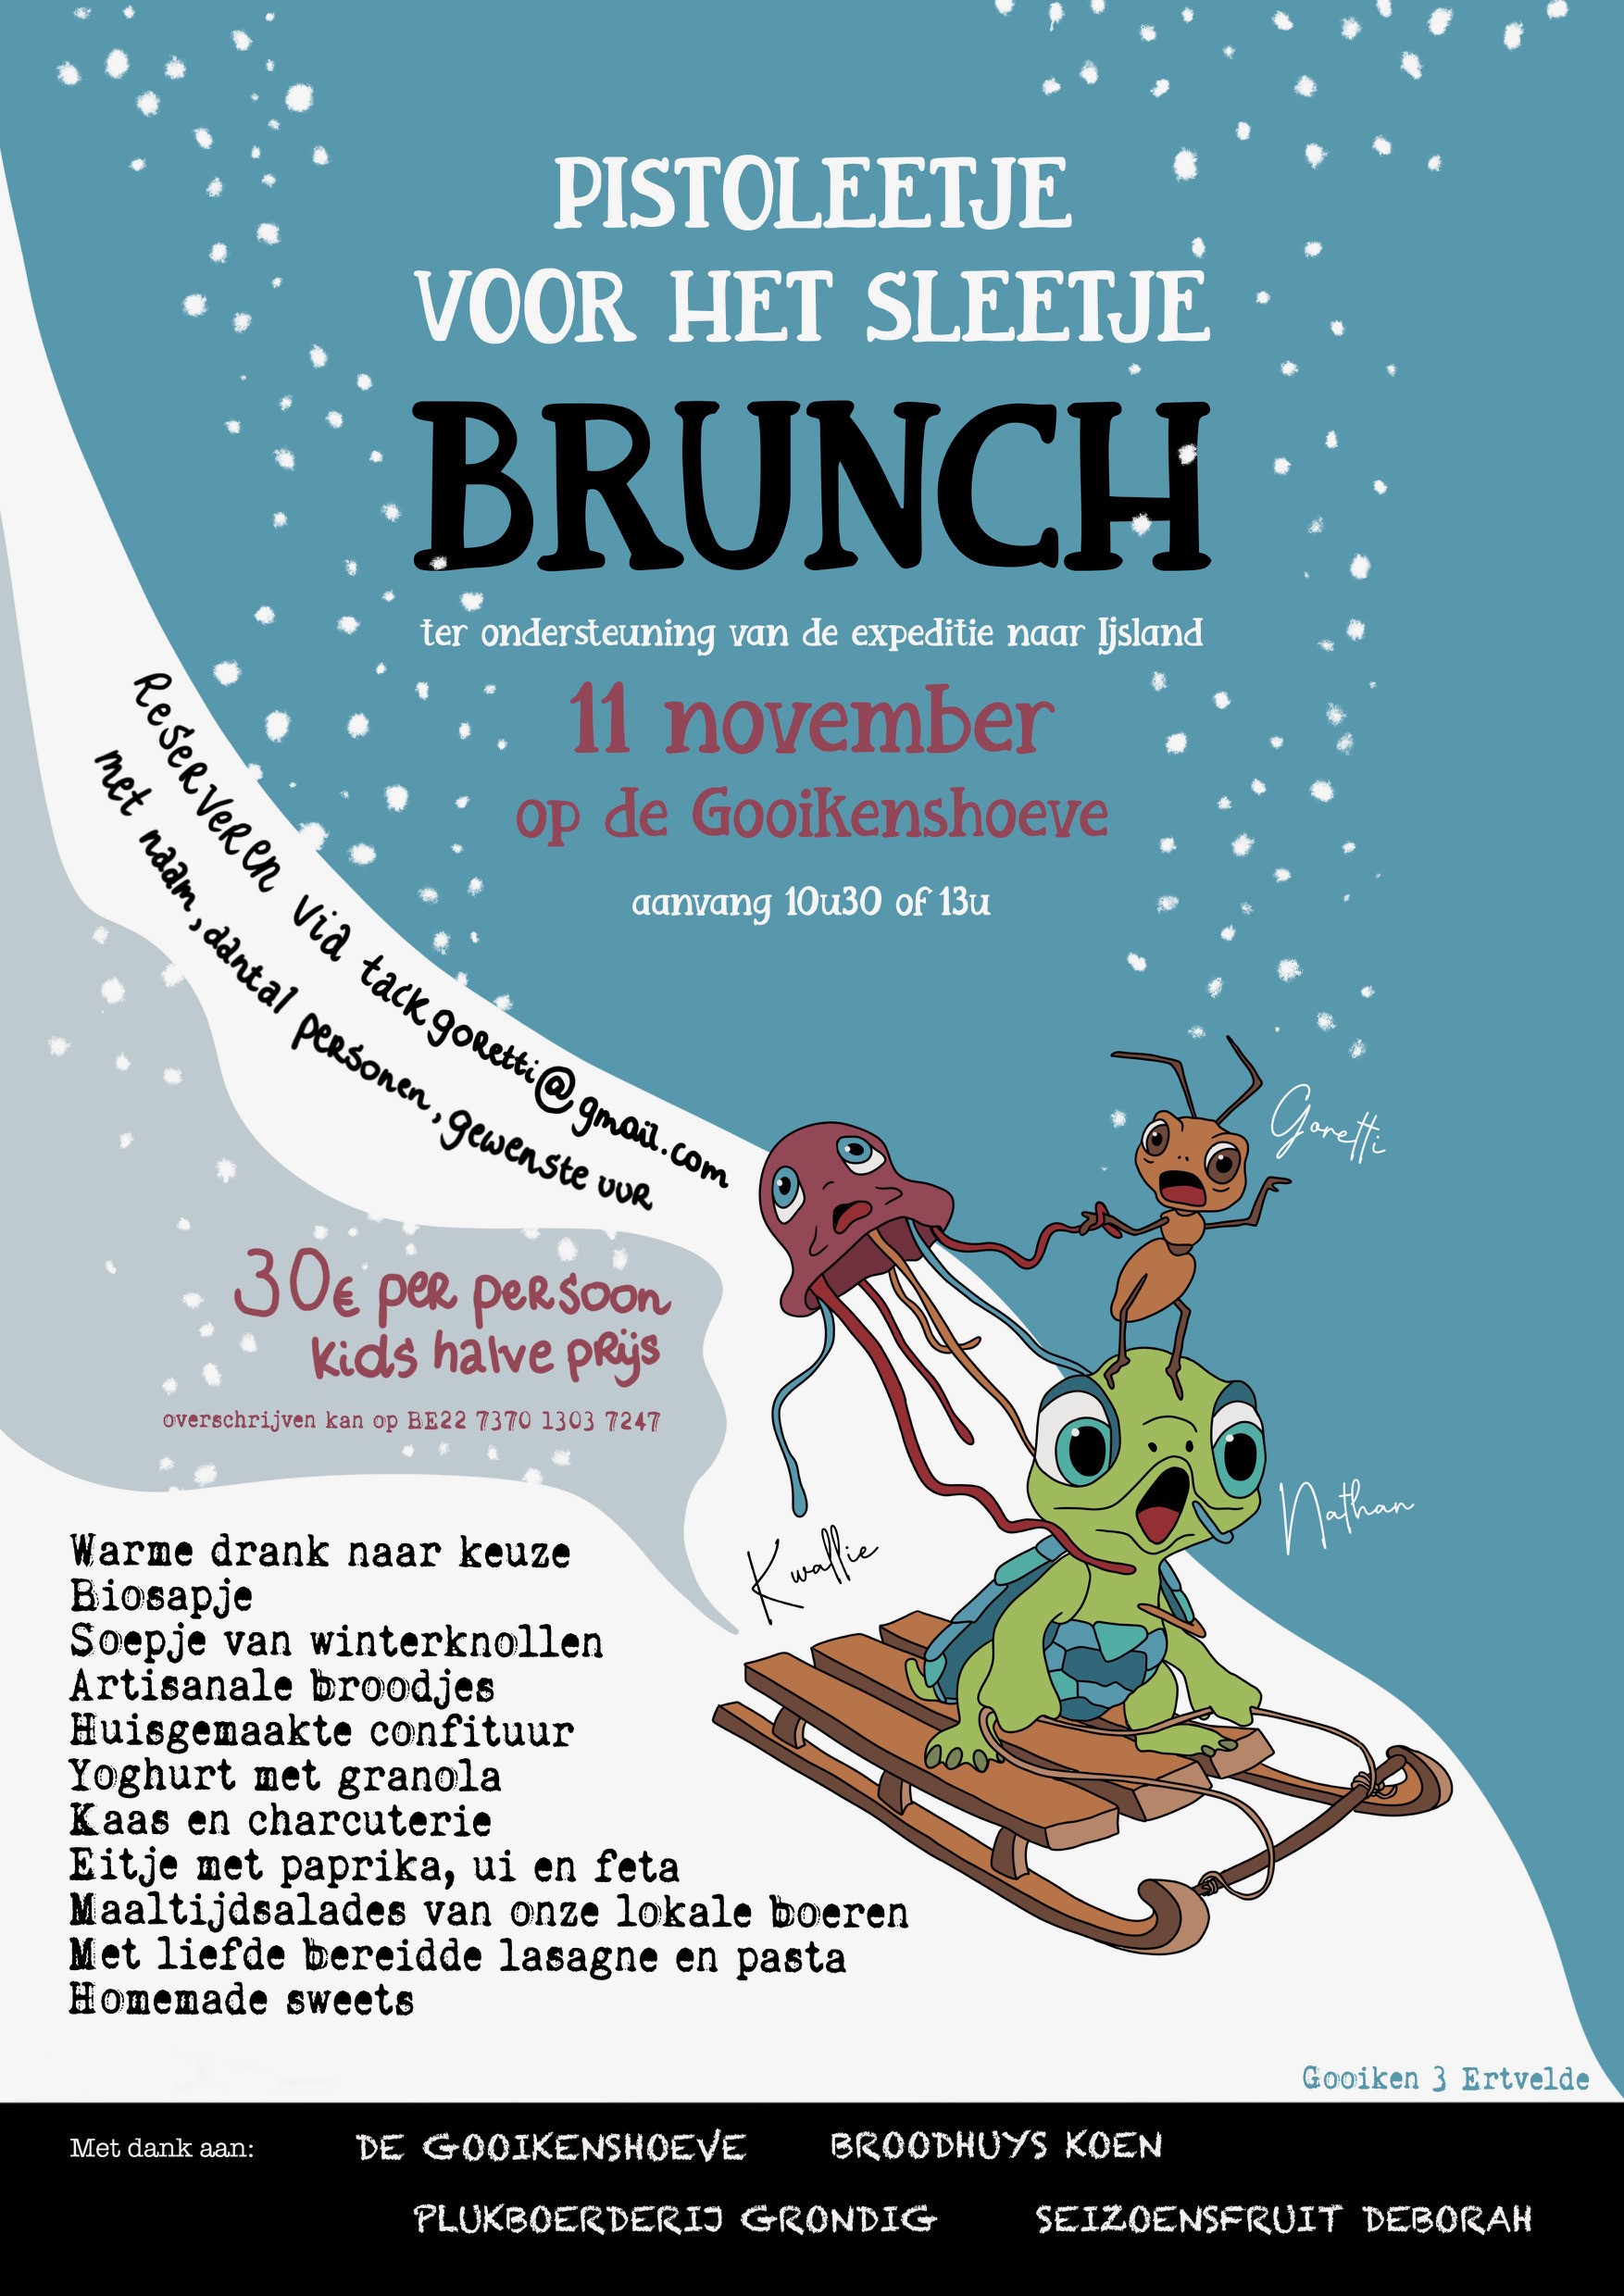 PISTOLEETJE
VOOR HET SLEETJE
BRUNCH
ter ondersteuning van de expeditie naar Ijsland
11 november
op de Gooikenshoeve
aanvang 10u30 of 13u
Reserveren via tackgoretti@gmail.com
met naam, aantal personen, gewenste uur
Goretti
30€ per persoon
kids halve prijs
overschrijven kan op BE22 7370 1303 7247
Nathan
Kwallie
Warme drank naar keuze
Biosapje
Soepje van winterknollen
Artisanale broodjes
Huisgemaakte confituur
Yoghurt met granola
Kaas en charcuterie
Eitje met paprika, ui en feta
Maaltijdsalades van onze lokale boeren
Met liefde bereidde lasagne en pasta
Homemade sweets
Gooiken 3 Ertvelde
Met dank aan: DE GOOIKENSHOEVE BROODHUYS KOEN
PLUKBOERDERIJ GRONDIG SEIZOENSFRUIT DEBORAH